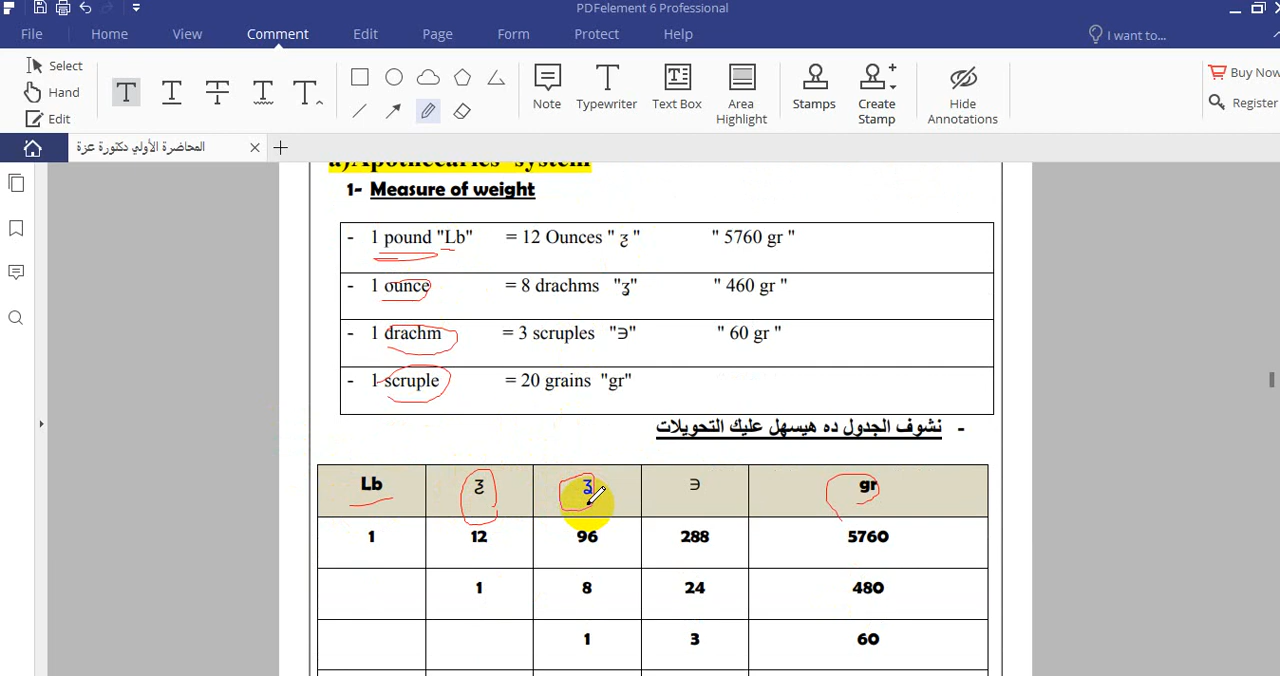 PDFelement 6 Professional
File Home View Comment Edit Page Form Protect Help I want to...
Select
Hand
Edit
T T T T T
Note Typewriter Text Box Area Highlight Stamps Create Stamp Hide Annotations
Buy Now
Register
المحاضرة الأولي دكتورة عزة
a)Apothecaries' system
1- Measure of weight
- 1 pound "Lb" = 12 Ounces " ℥ " " 5760 gr "
- 1 ounce = 8 drachms "ʒ" " 460 gr "
- 1 drachm = 3 scruples "℈" " 60 gr "
- 1 scruple = 20 grains "gr"
- نشوف الجدول ده هيسهل عليك التحويلات
Lb ℥ ʒ ℈ gr
1 12 96 288 5760
1 8 24 480
1 3 60